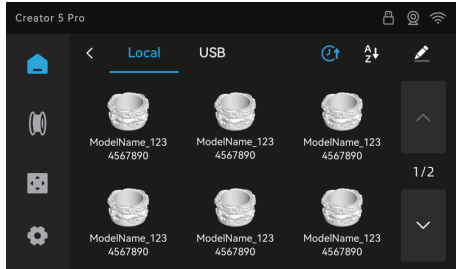 Creator 5 Pro
Local
USB
A
Z
ModelName_123
4567890
ModelName_123
4567890
ModelName_123
4567890
1/2
ModelName_123
4567890
ModelName_123
4567890
ModelName_123
4567890